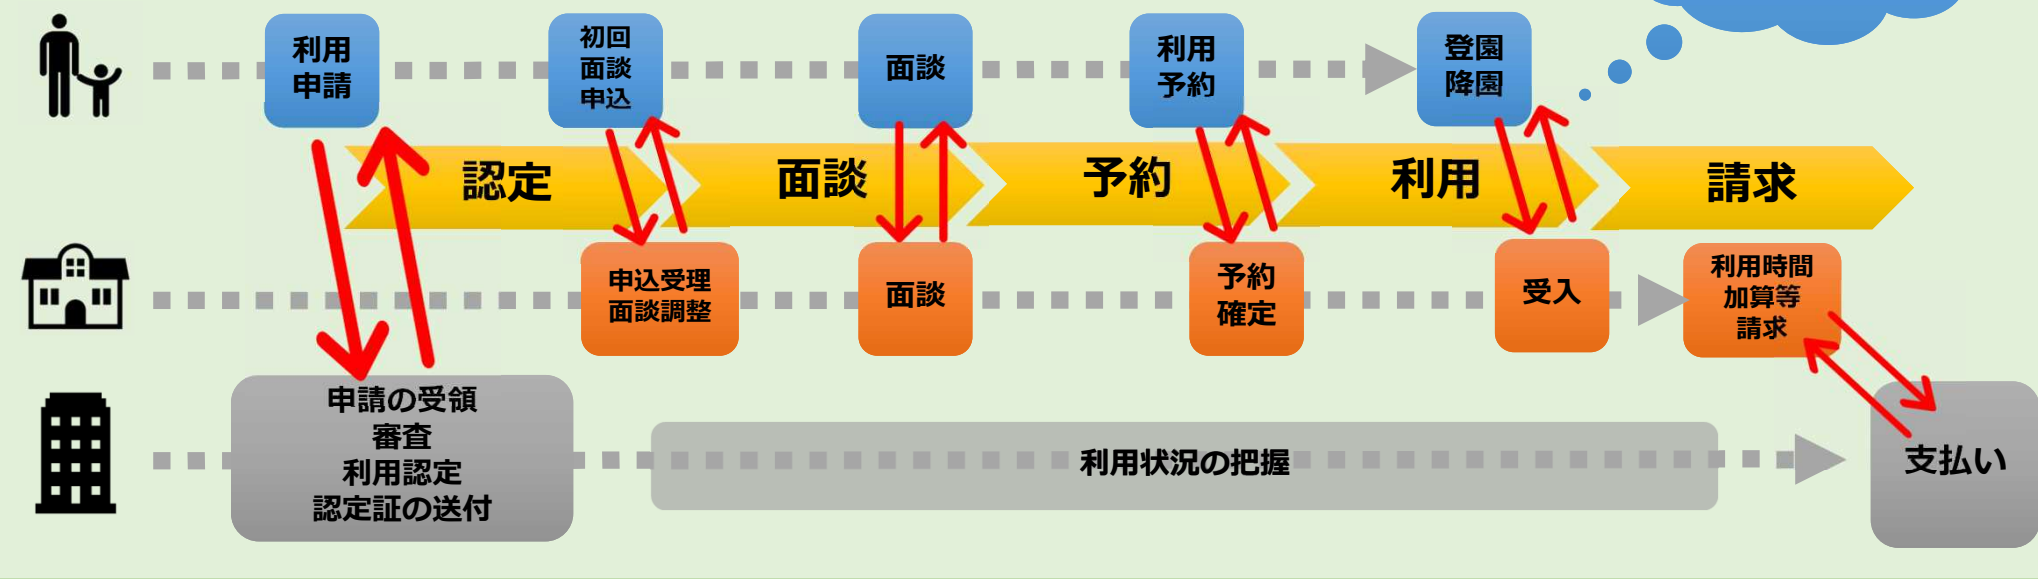 利用
申請
初回
面談
申込
面談
利用
予約
登園
降園
認定
面談
予約
利用
請求
申込受理
面談調整
面談
予約
確定
受入
利用時間
加算等
請求
申請の受領
審査
利用認定
認定証の送付
利用状況の把握
支払い